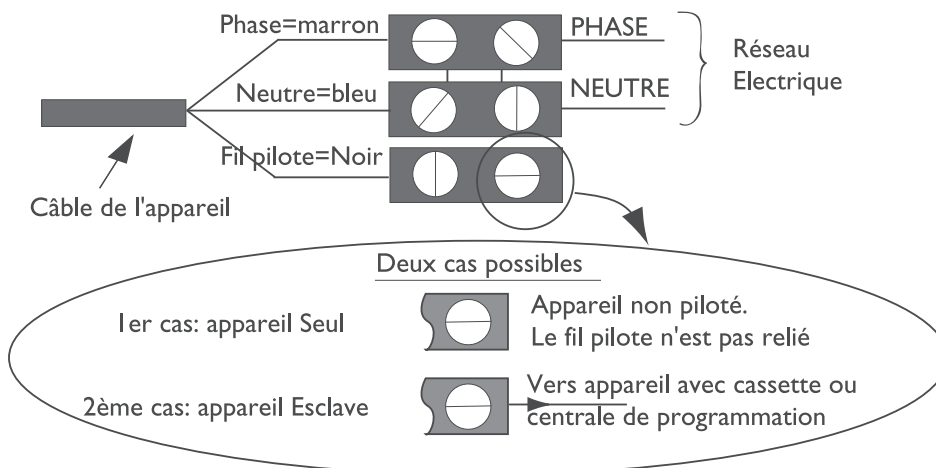 Phase=marron
PHASE
Neutre=bleu
NEUTRE
Réseau
Electrique
Fil pilote=Noir
Câble de l'appareil
Deux cas possibles
1er cas: appareil Seul
Appareil non piloté.
Le fil pilote n'est pas relié
2ème cas: appareil Esclave
Vers appareil avec cassette ou
centrale de programmation